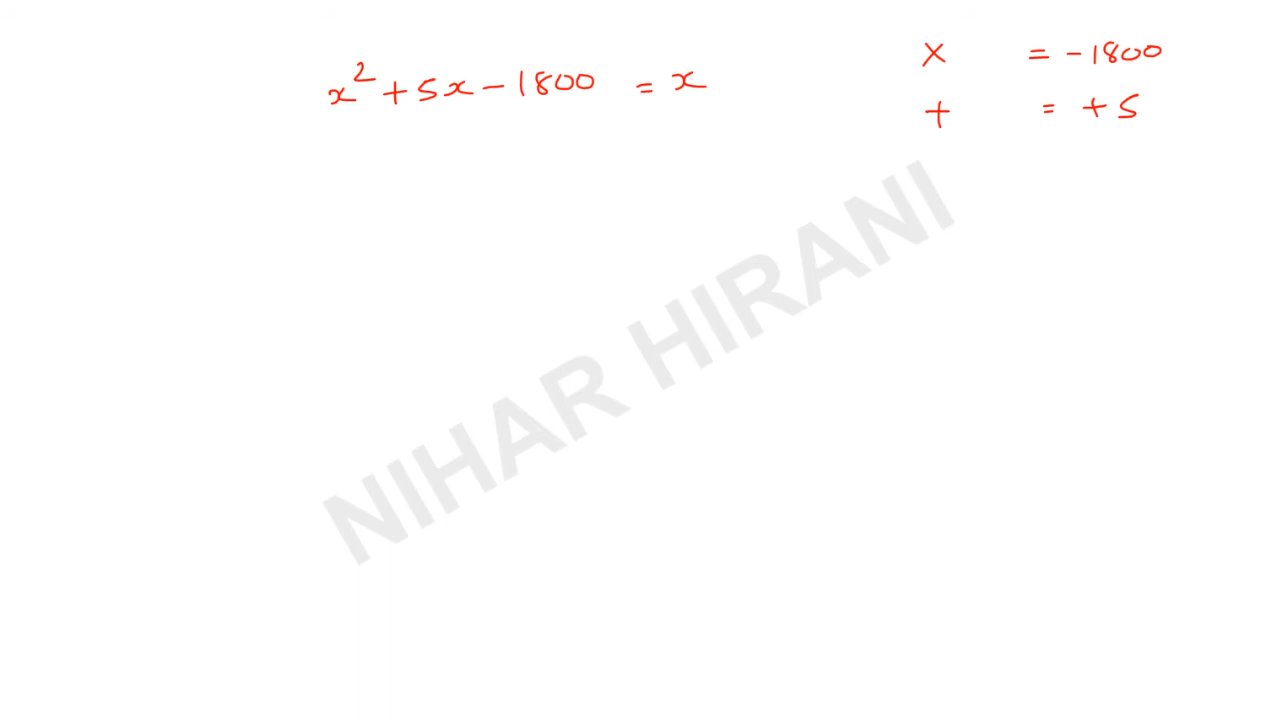 x² + 5x - 1800 = x
× = -1800
+ = +5
NIHAR HIRANI